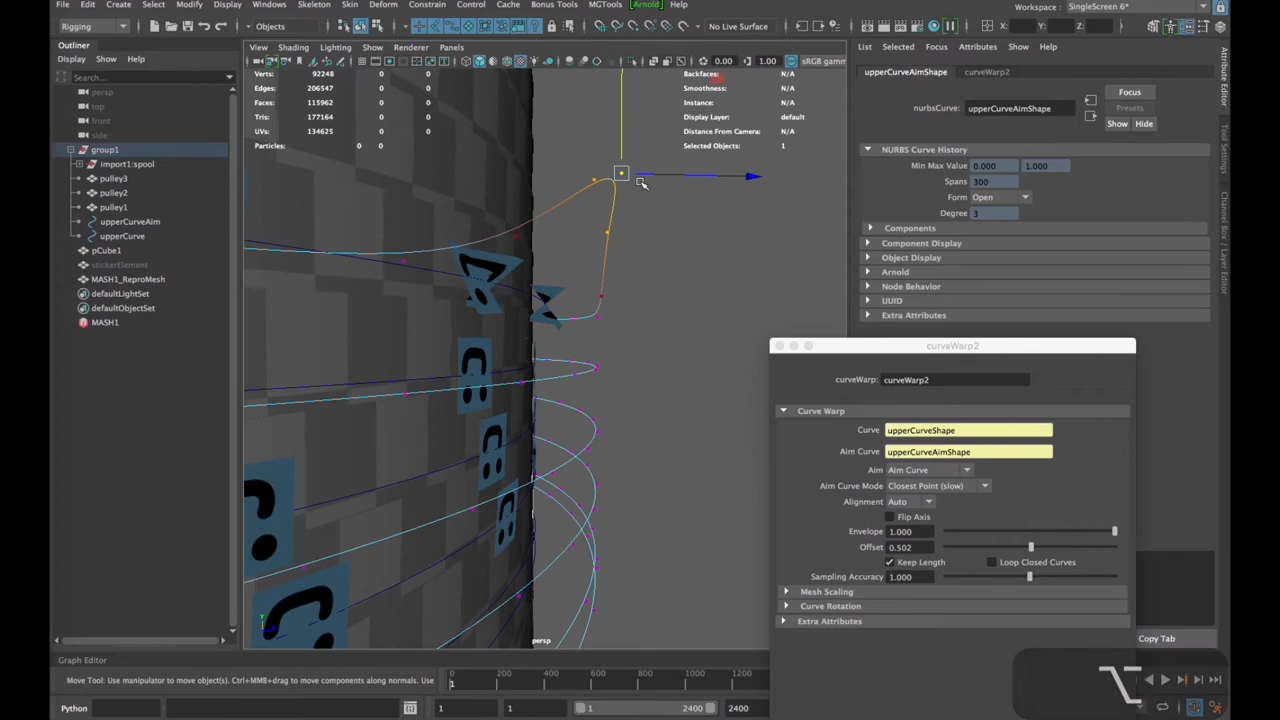 File Edit Create Select Modify Display Windows Skeleton Skin Deform Constrain Control Cache Bonus Tools MGTools Arnold Help
Workspace : SingleScreen 6*
Rigging
Objects
No Live Surface
Outliner
View Shading Lighting Show Renderer Panels
List Selected Focus Attributes Show Help
Display Show Help
0.00 1.00 sRGB gamm
Search...
Verts: 92248 0 0
Edges: 206547 0 0
Faces: 115962 0 0
Tris: 177164 0 0
UVs: 134625 0 0
Particles: 0 0
Backfaces: N/A
Smoothness: N/A
Instance: N/A
Display Layer: default
Distance From Camera: N/A
Selected Objects: 1
upperCurveAimShape curveWarp2
Focus
nurbsCurve: upperCurveAimShape
Presets
Show Hide
persp
top
front
side
group1
import1:spool
pulley3
pulley2
pulley1
upperCurveAim
upperCurve
pCube1
stickerElement
MASH1_ReproMesh
defaultLightSet
defaultObjectSet
MASH1
NURBS Curve History
Min Max Value 0.000 1.000
Spans 300
Form Open
Degree 3
Components
Component Display
Object Display
Arnold
Node Behavior
UUID
Extra Attributes
Attribute Editor
Tool Settings
Channel Box / Layer Editor
curveWarp2
curveWarp: curveWarp2
Curve Warp
Curve upperCurveShape
Aim Curve upperCurveAimShape
Aim Aim Curve
Aim Curve Mode Closest Point (slow)
Alignment Auto
Flip Axis
Envelope 1.000
Offset 0.502
Keep Length Loop Closed Curves
Sampling Accuracy 1.000
Mesh Scaling
Curve Rotation
Extra Attributes
Copy Tab
persp
Graph Editor
Move Tool: Use manipulator to move object(s). Ctrl+MMB+drag to move components along normals. Use
0 200 400 600 800 1000 1200
1
Python
1 1 1 2400 2400